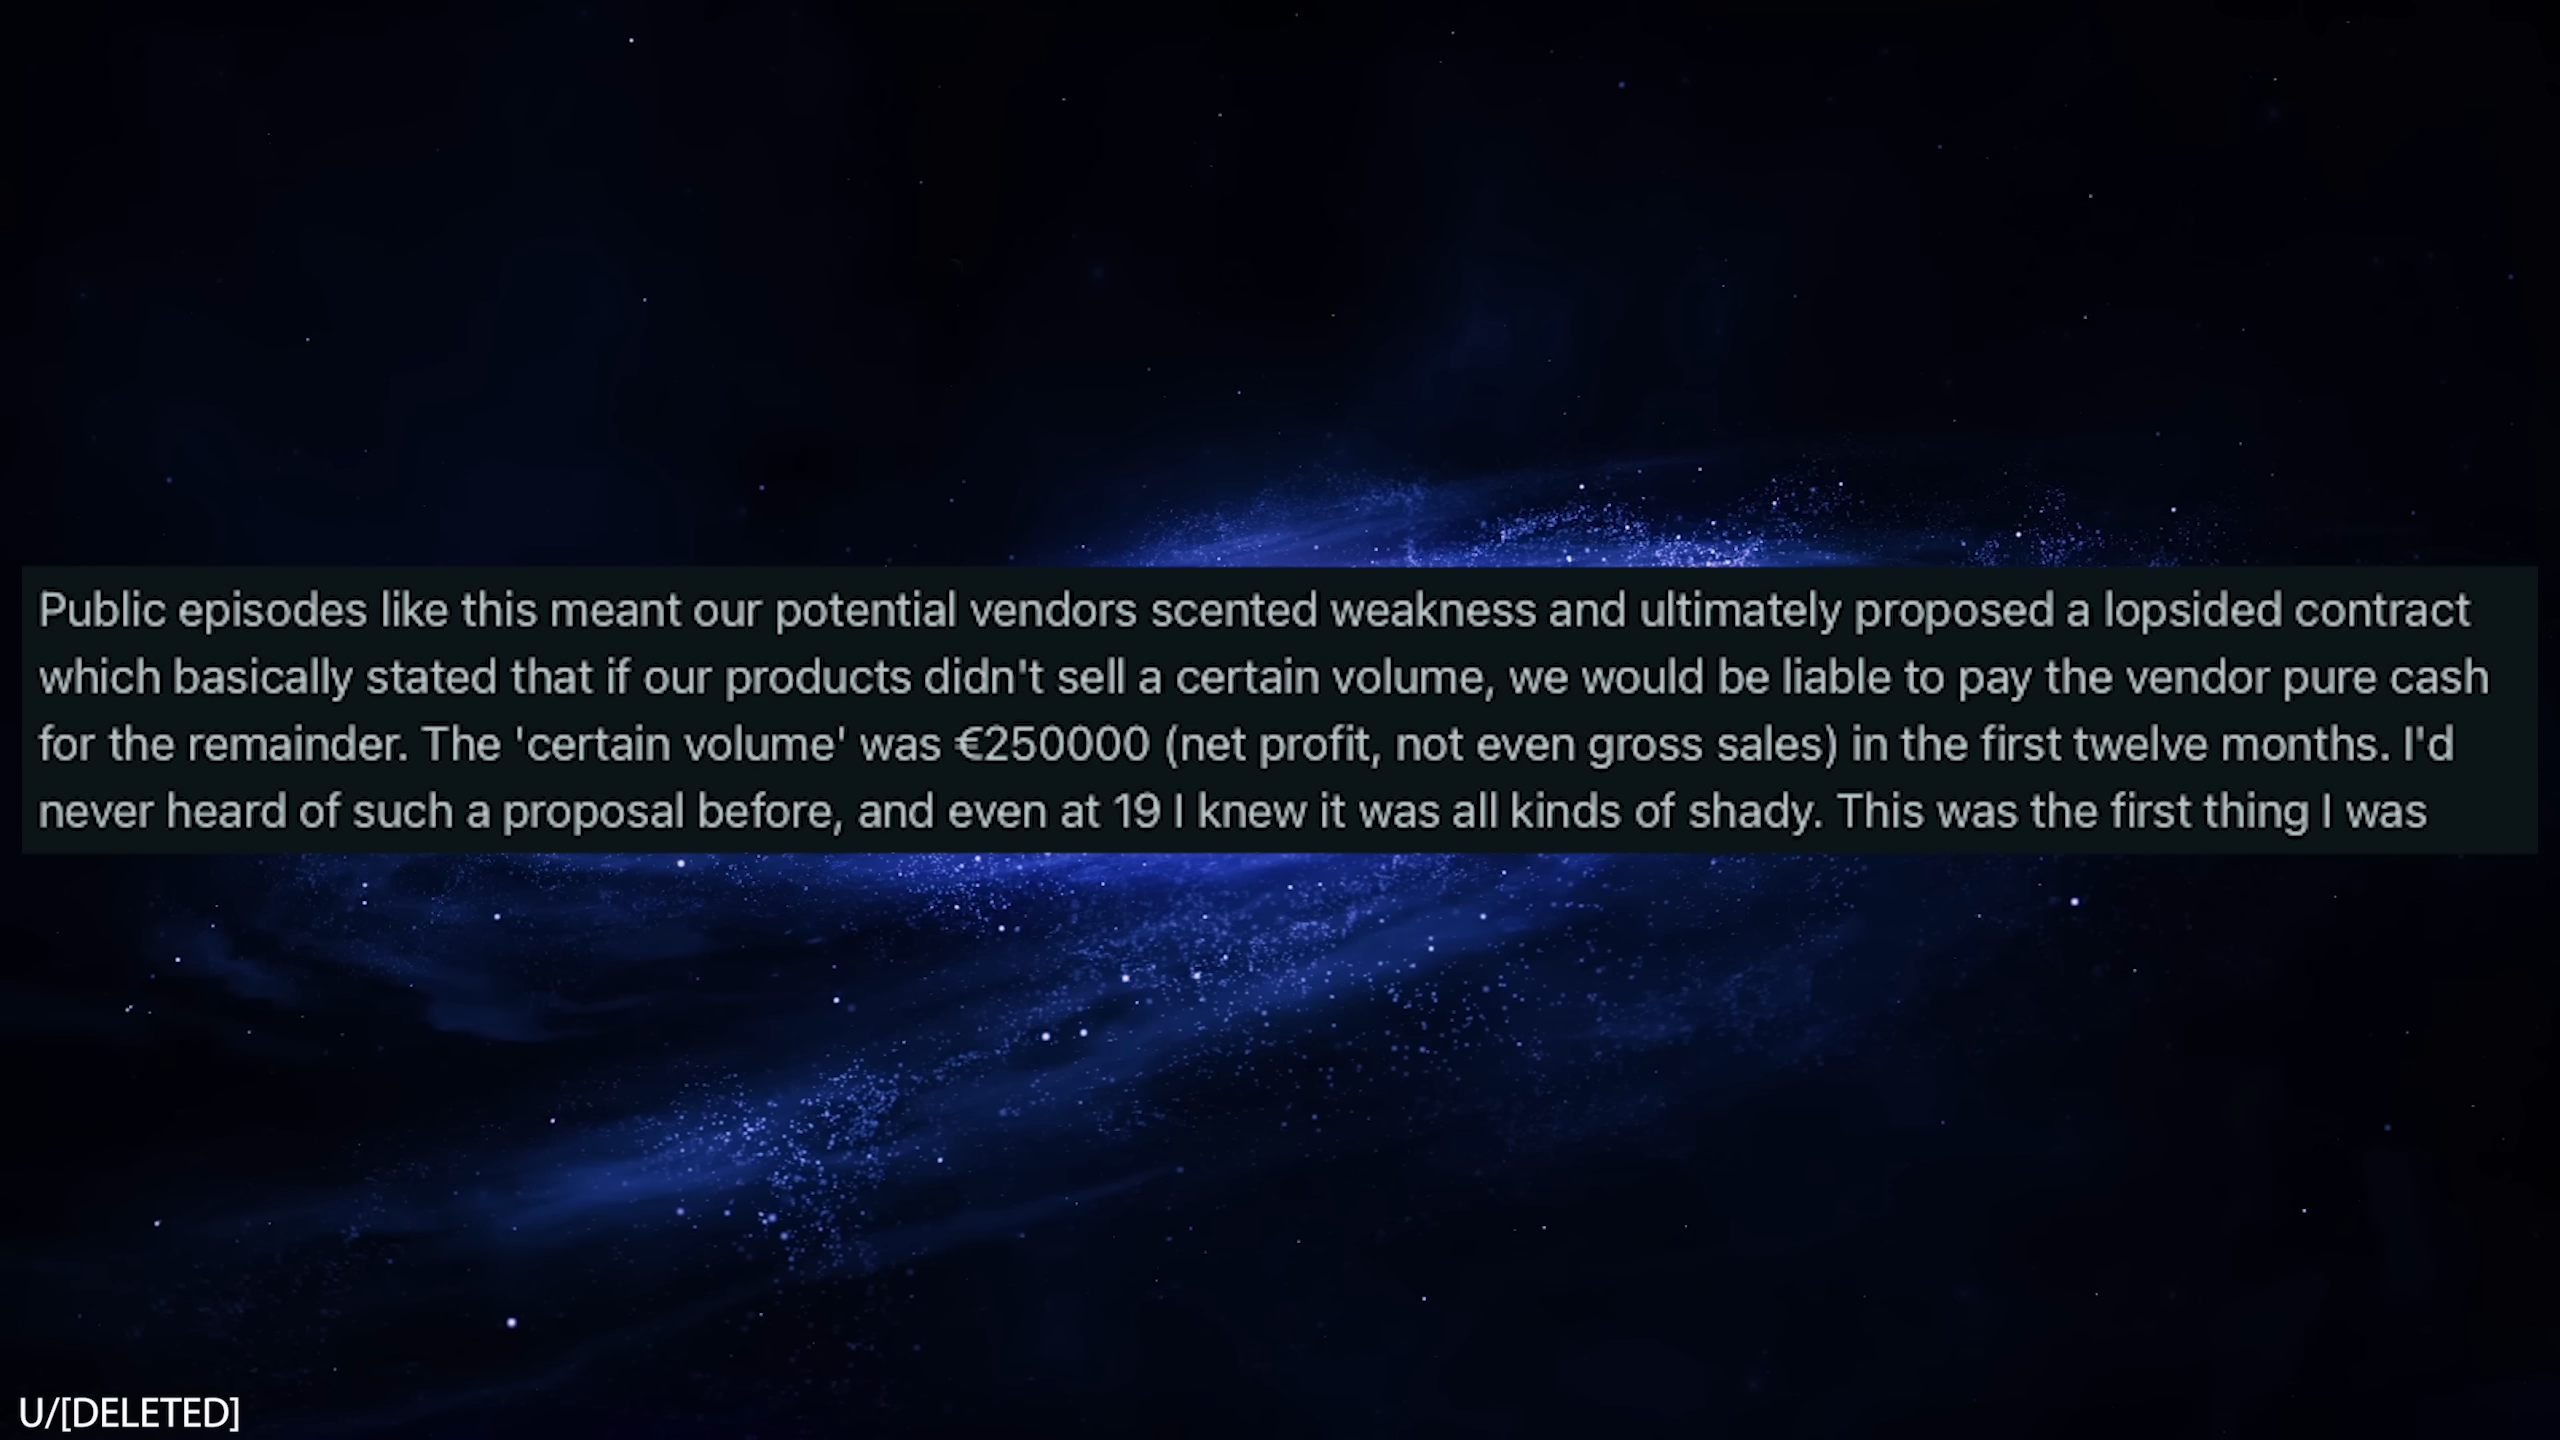 Public episodes like this meant our potential vendors scented weakness and ultimately proposed a lopsided contract
which basically stated that if our products didn't sell a certain volume, we would be liable to pay the vendor pure cash
for the remainder. The 'certain volume' was €250000 (net profit, not even gross sales) in the first twelve months. I'd
never heard of such a proposal before, and even at 19 I knew it was all kinds of shady. This was the first thing I was
U/[DELETED]